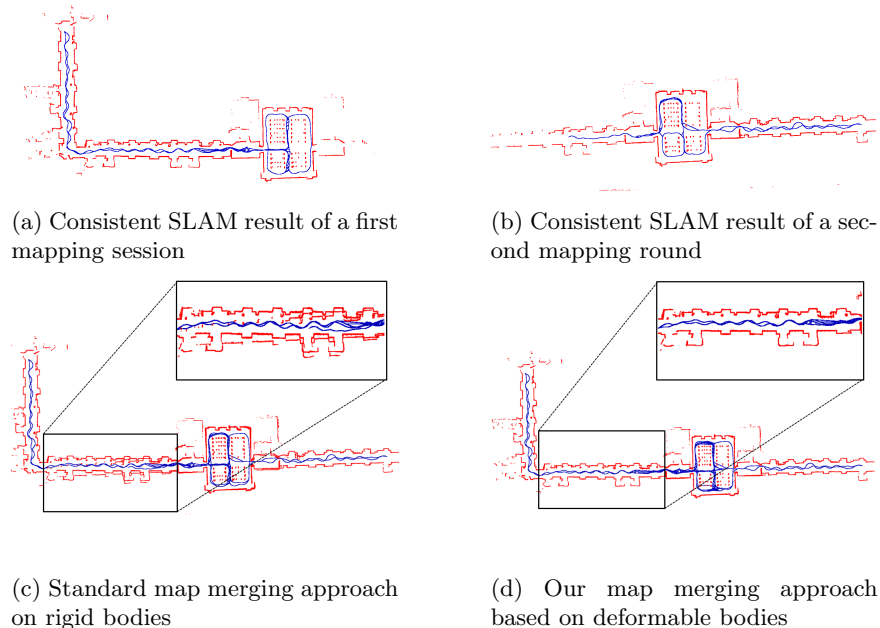 (a) Consistent SLAM result of a first
mapping session
(b) Consistent SLAM result of a sec-
ond mapping round
(c) Standard map merging approach
on rigid bodies
(d) Our map merging approach
based on deformable bodies